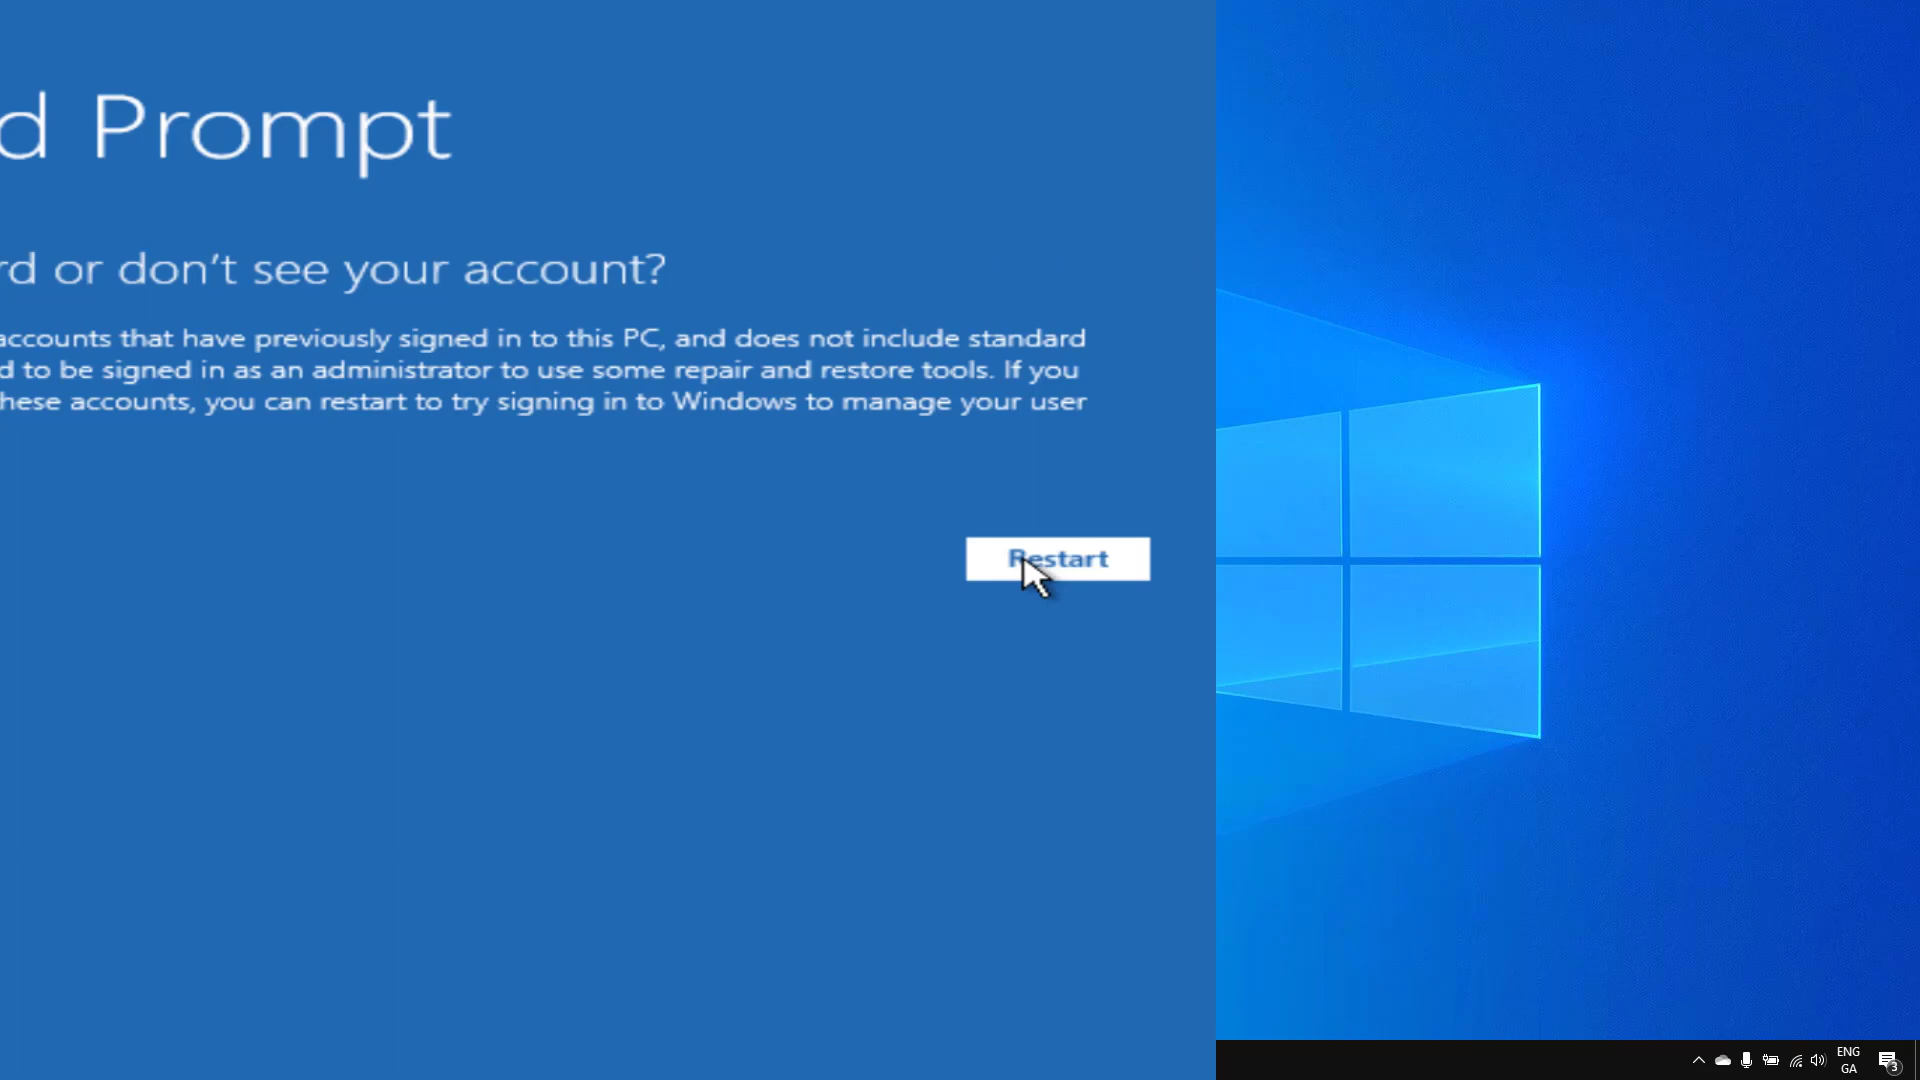 d Prompt
rd or don't see your account?
accounts that have previously signed in to this PC, and does not include standard
d to be signed in as an administrator to use some repair and restore tools. If you
hese accounts, you can restart to try signing in to Windows to manage your user
Restart
ENG
GA
3